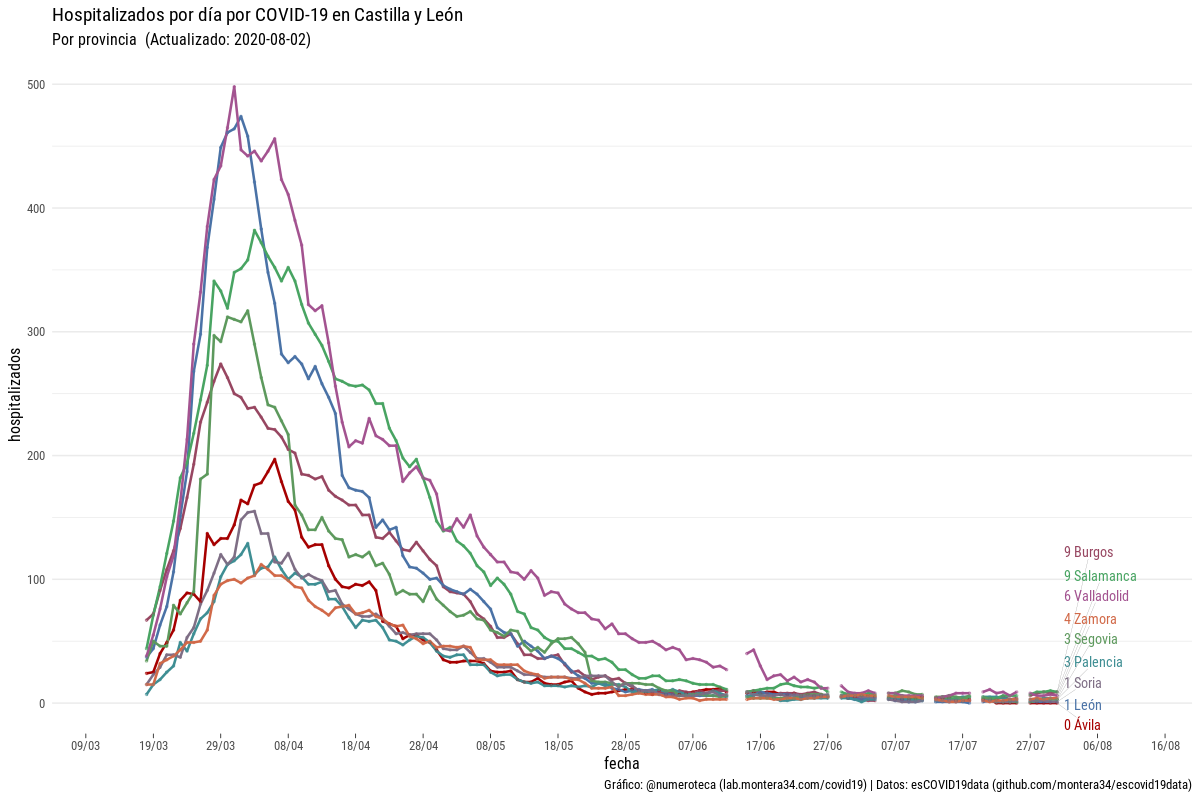 Hospitalizados por día por COVID-19 en Castilla y León
Por provincia  (Actualizado: 2020-08-02)
hospitalizados
500
400
300
200
100
0
9 Burgos
9 Salamanca
6 Valladolid
4 Zamora
3 Segovia
3 Palencia
1 Soria
1 León
0 Ávila
09/03 19/03 29/03 08/04 18/04 28/04 08/05 18/05 28/05 07/06 17/06 27/06 07/07 17/07 27/07 06/08 16/08
fecha
Gráfico: @numeroteca (lab.montera34.com/covid19) | Datos: esCOVID19data (github.com/montera34/escovid19data)